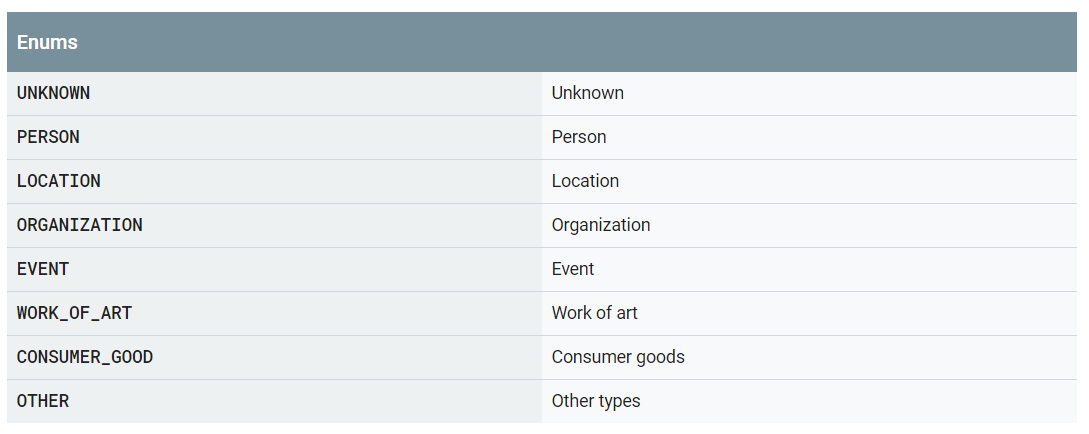 Enums
UNKNOWN Unknown
PERSON Person
LOCATION Location
ORGANIZATION Organization
EVENT Event
WORK_OF_ART Work of art
CONSUMER_GOOD Consumer goods
OTHER Other types